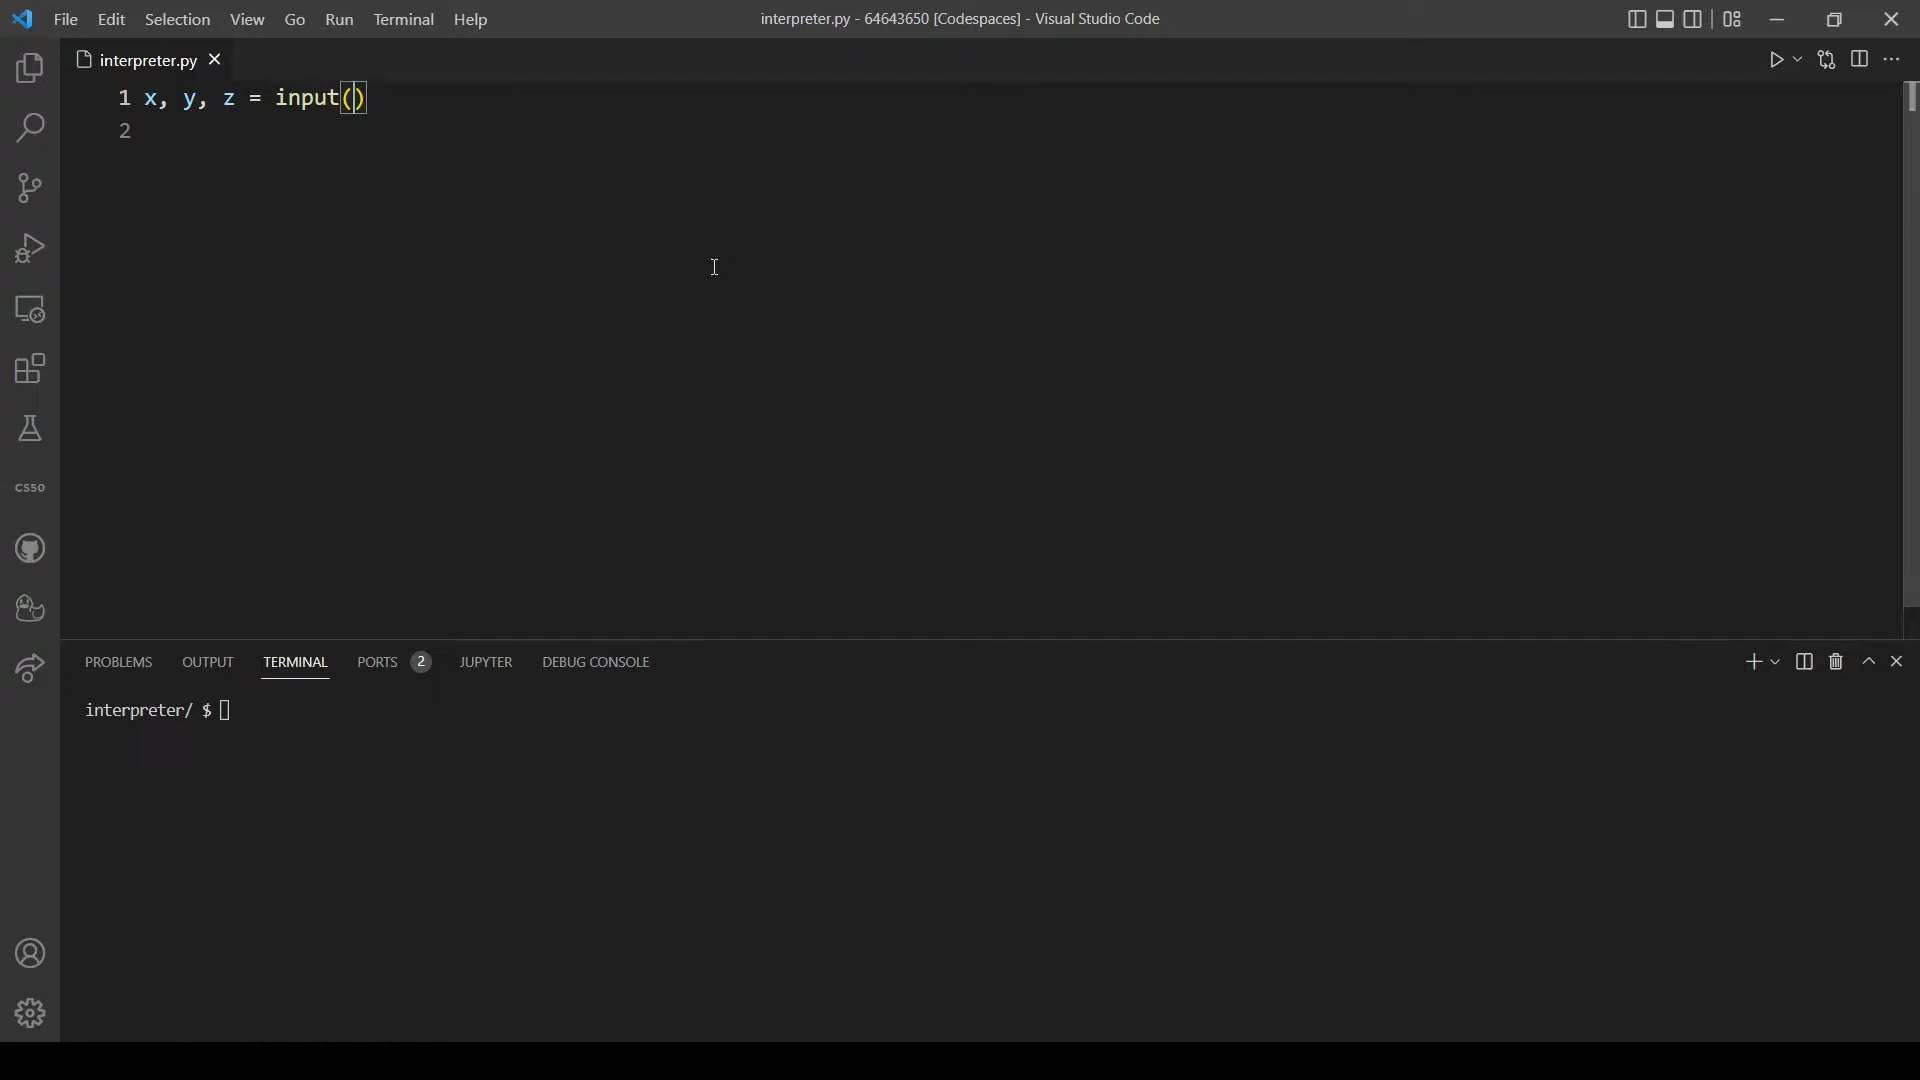 File Edit Selection View Go Run Terminal Help
interpreter.py - 64643650 [Codespaces] - Visual Studio Code
interpreter.py
1 x, y, z = input()
2
CS50
PROBLEMS OUTPUT TERMINAL PORTS 2 JUPYTER DEBUG CONSOLE
interpreter/ $